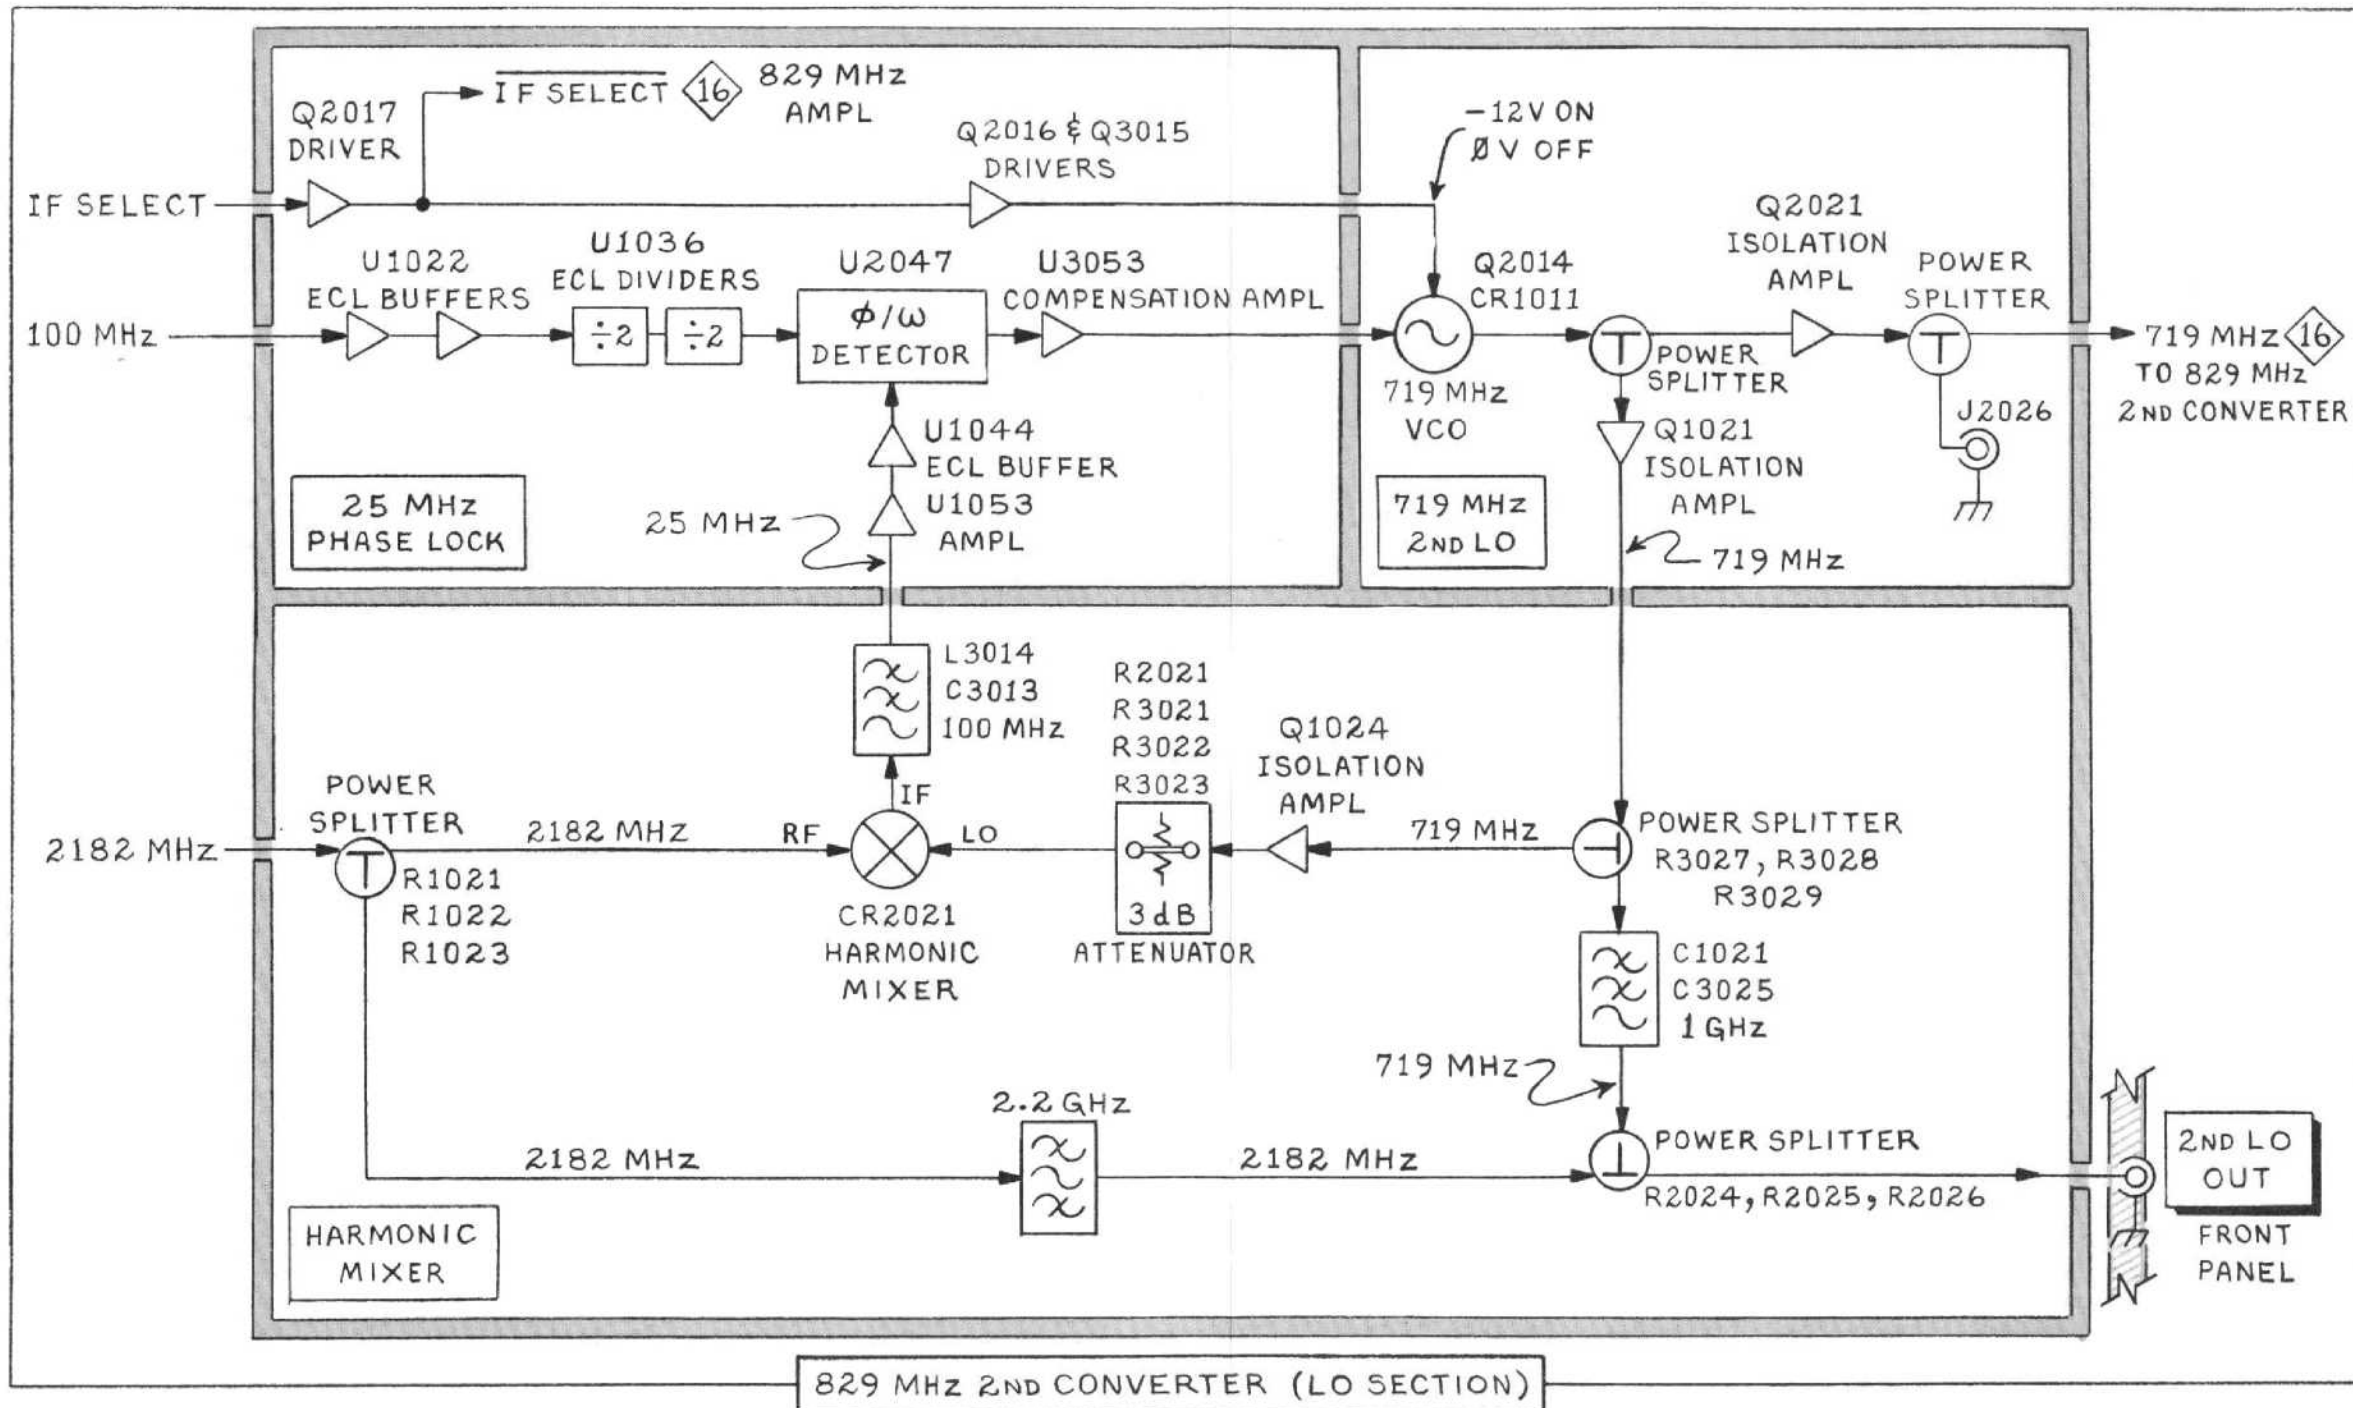 IF SELECT 16 829 MHz
AMPL
Q2017
DRIVER
Q2016 & Q3015
DRIVERS
-12V ON
Ø V OFF
IF SELECT
U1022
ECL BUFFERS
U1036
ECL DIVIDERS
U2047
U3053
COMPENSATION AMPL
Q2014
CR1011
Q2021
ISOLATION
AMPL
POWER
SPLITTER
100 MHz
÷2
÷2
ϕ/ω
DETECTOR
719 MHz
VCO
POWER
SPLITTER
719 MHz 16
TO 829 MHz
2ND CONVERTER
J2026
U1044
ECL BUFFER
U1053
AMPL
Q1021
ISOLATION
AMPL
25 MHz
PHASE LOCK
25 MHz
719 MHz
2ND LO
719 MHz
L3014
C3013
100 MHz
R2021
R3021
R3022
R3023
Q1024
ISOLATION
AMPL
POWER
SPLITTER
IF
2182 MHz
2182 MHz
RF
LO
719 MHz
POWER SPLITTER
R3027, R3028
R3029
R1021
R1022
R1023
CR2021
HARMONIC
MIXER
3 dB
ATTENUATOR
C1021
C3025
1 GHz
719 MHz
2.2 GHz
2182 MHz
2182 MHz
POWER SPLITTER
R2024, R2025, R2026
2ND LO
OUT
FRONT
PANEL
HARMONIC
MIXER
829 MHz 2ND CONVERTER (LO SECTION)